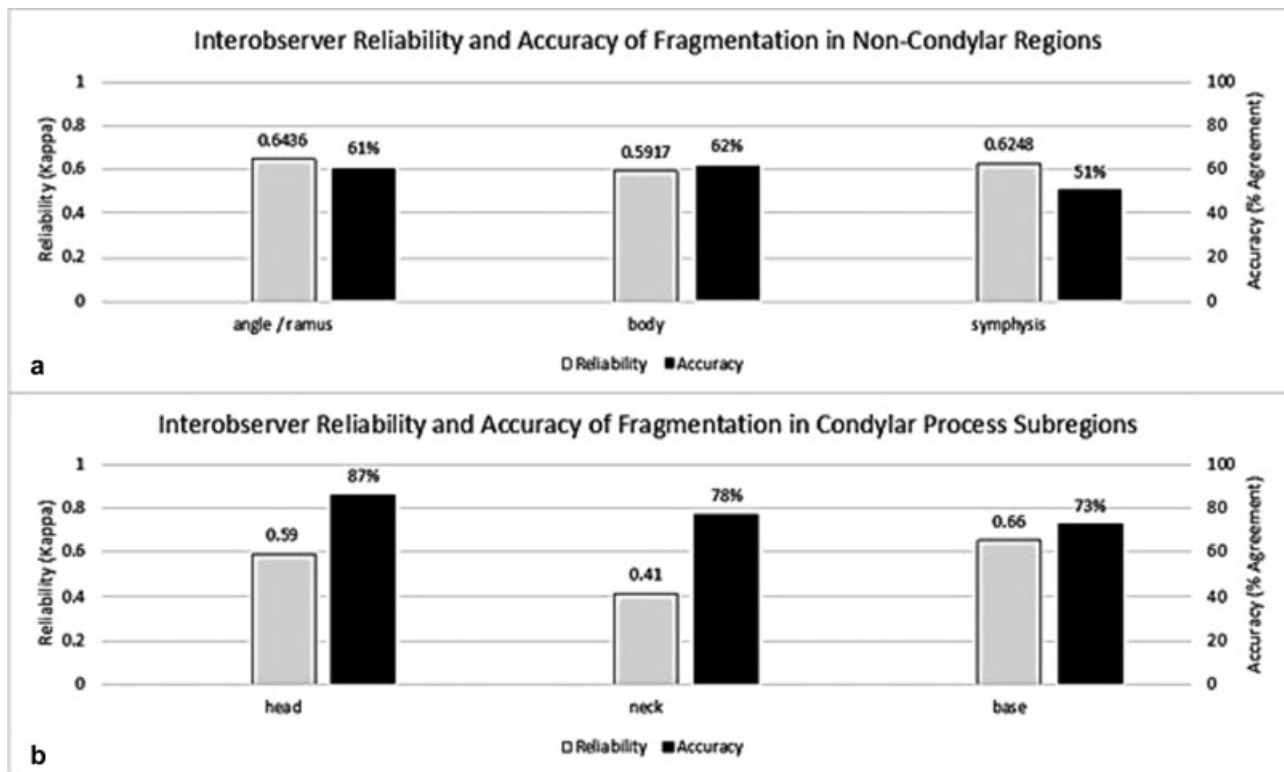 Interobserver Reliability and Accuracy of Fragmentation in Non-Condylar Regions
1
0.8
0.6
0.4
0.2
0
Reliability (Kappa)
0.6436
61%
0.5917
62%
0.6248
51%
100
80
60
40
20
0
Accuracy (% Agreement)
angle / ramus
body
symphysis
Reliability Accuracy
a
Interobserver Reliability and Accuracy of Fragmentation in Condylar Process Subregions
1
0.8
0.6
0.4
0.2
0
Reliability (Kappa)
0.59
87%
0.41
78%
0.66
73%
100
80
60
40
20
0
Accuracy (% Agreement)
head
neck
base
Reliability Accuracy
b